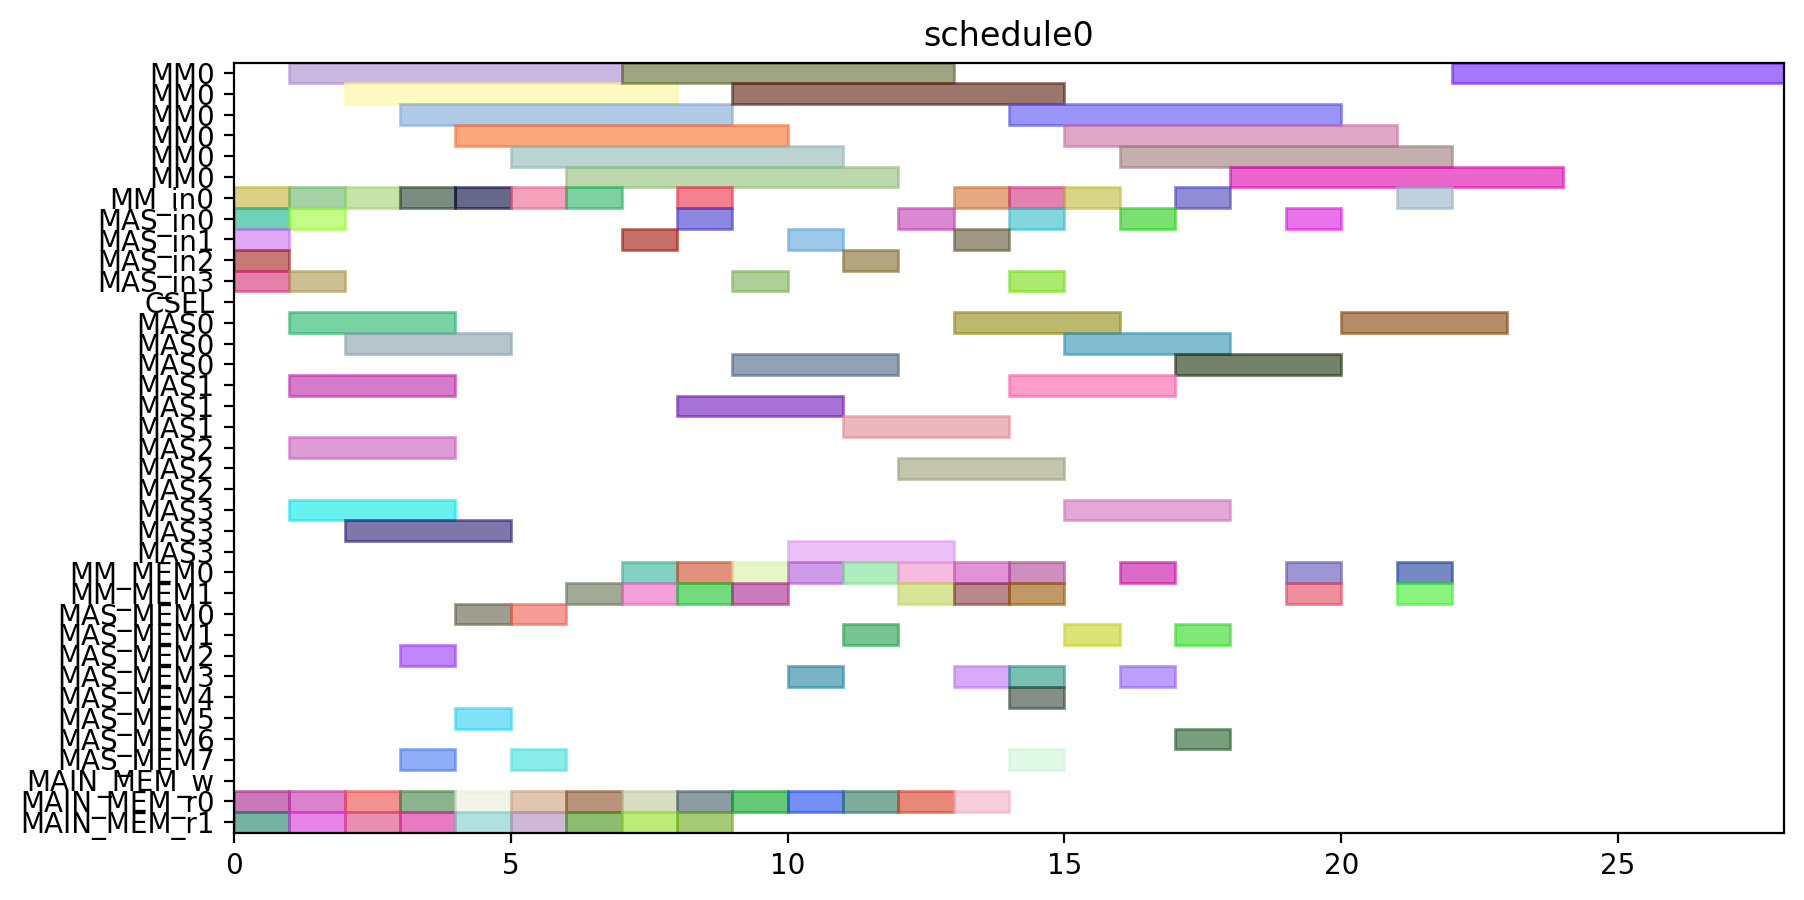 schedule0
MM0
MM0
MM0
MM0
MM0
MM0
MM_in0
MAS_in0
MAS_in1
MAS_in2
MAS_in3
CSEL
MAS0
MAS0
MAS0
MAS1
MAS1
MAS1
MAS2
MAS2
MAS2
MAS3
MAS3
MAS3
MM_MEM0
MM_MEM1
MAS_MEM0
MAS_MEM1
MAS_MEM2
MAS_MEM3
MAS_MEM4
MAS_MEM5
MAS_MEM6
MAS_MEM7
MAIN_MEM_w
MAIN_MEM_r0
MAIN_MEM_r1
0 5 10 15 20 25